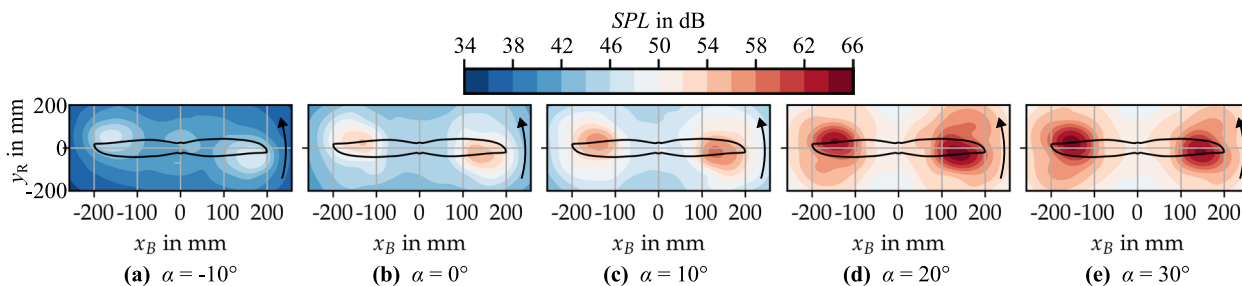 SPL in dB
34 38 42 46 50 54 58 62 66
200
0
-200
y_R in mm
-200 -100 0 100 200
-200 -100 0 100 200
-200 -100 0 100 200
-200 -100 0 100 200
-200 -100 0 100 200
x_B in mm
x_B in mm
x_B in mm
x_B in mm
x_B in mm
(a) α = -10°
(b) α = 0°
(c) α = 10°
(d) α = 20°
(e) α = 30°